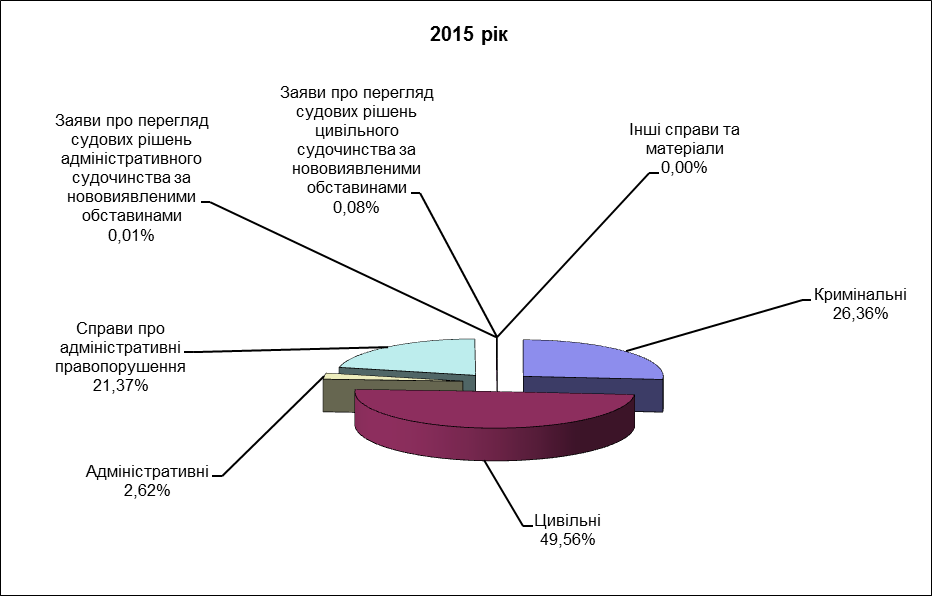 2015 рік
Заяви про перегляд
судових рішень
адміністративного
судочинства за
нововиявленими
обставинами
0,01%
Заяви про перегляд
судових рішень
цивільного
судочинства за
нововиявленими
обставинами
0,08%
Інші справи та
матеріали
0,00%
Кримінальні
26,36%
Справи про
адміністративні
правопорушення
21,37%
Адміністративні
2,62%
Цивільні
49,56%